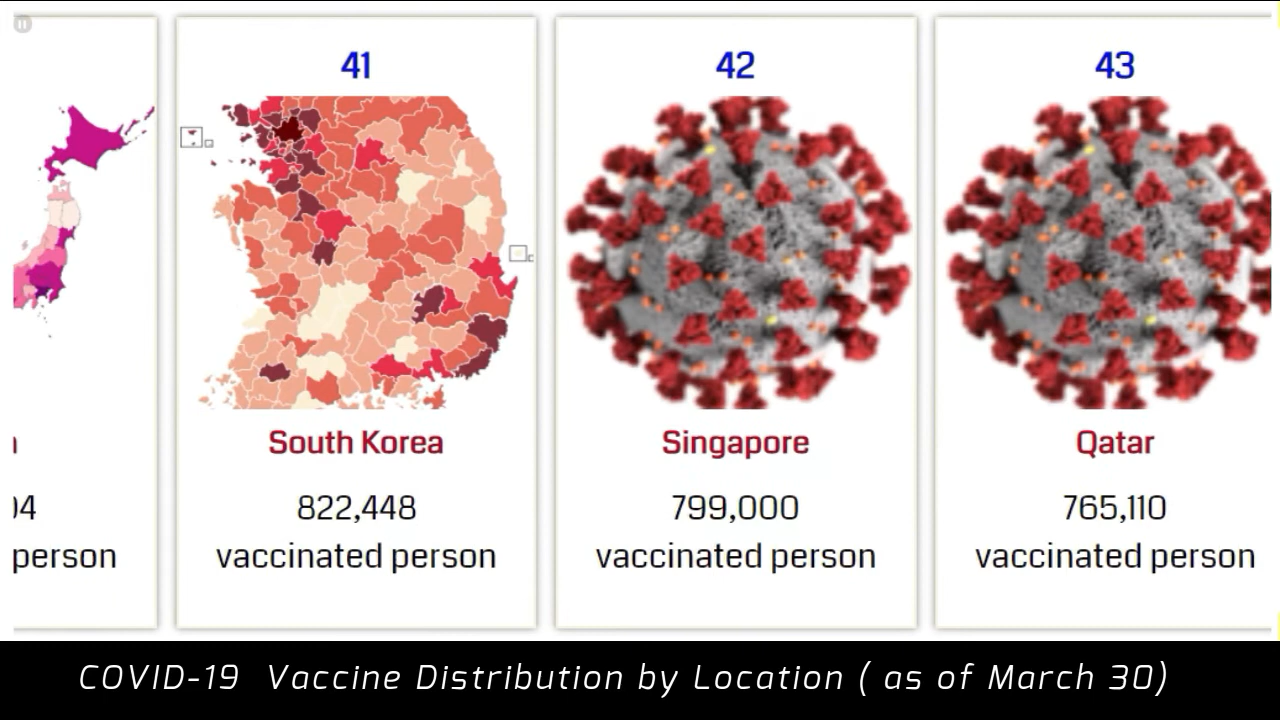 41
South Korea
822,448
vaccinated person
42
Singapore
799,000
vaccinated person
43
Qatar
765,110
vaccinated person
person
COVID-19 Vaccine Distribution by Location ( as of March 30)